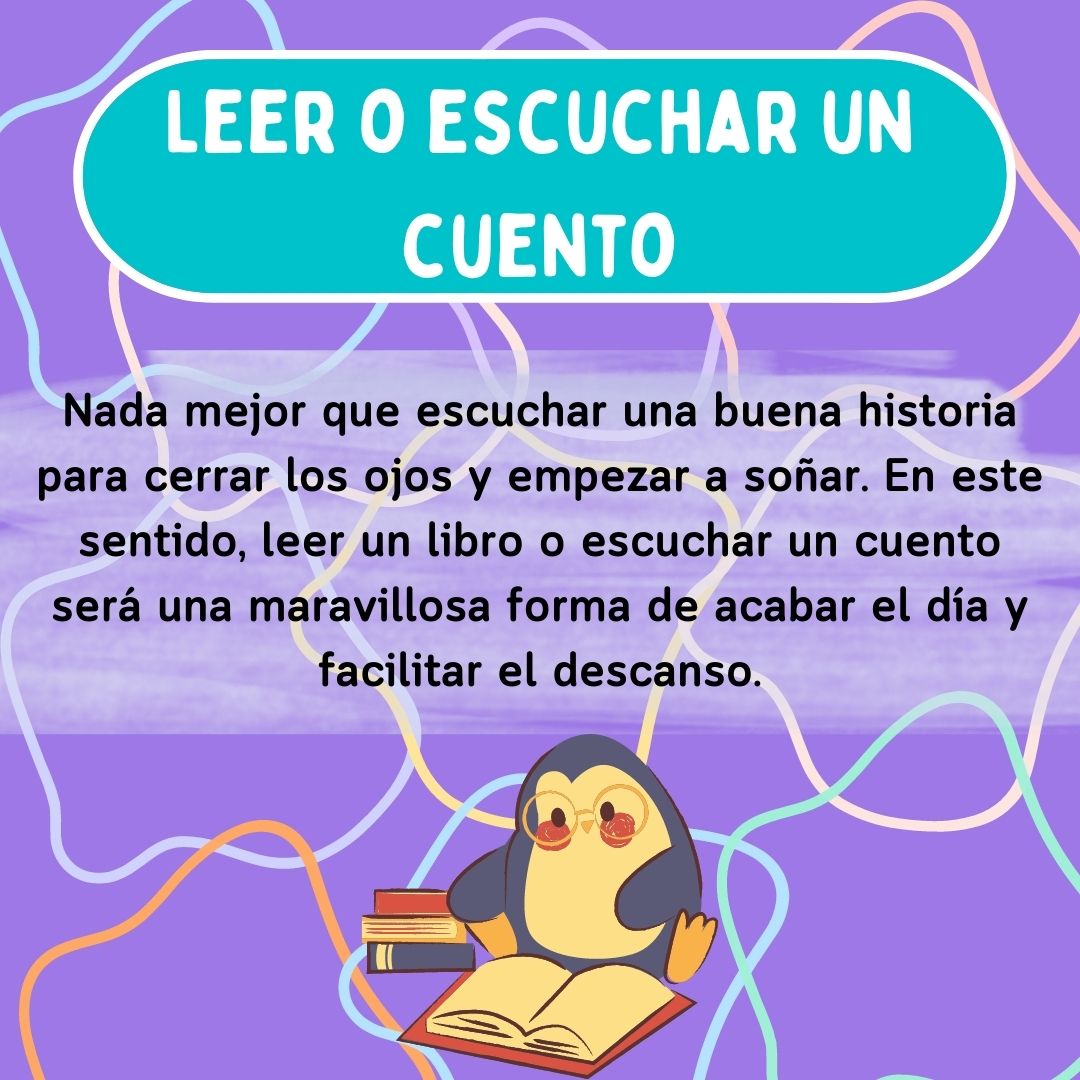 LEER O ESCUCHAR UN
CUENTO
Nada mejor que escuchar una buena historia
para cerrar los ojos y empezar a soñar. En este
sentido, leer un libro o escuchar un cuento
será una maravillosa forma de acabar el día y
facilitar el descanso.